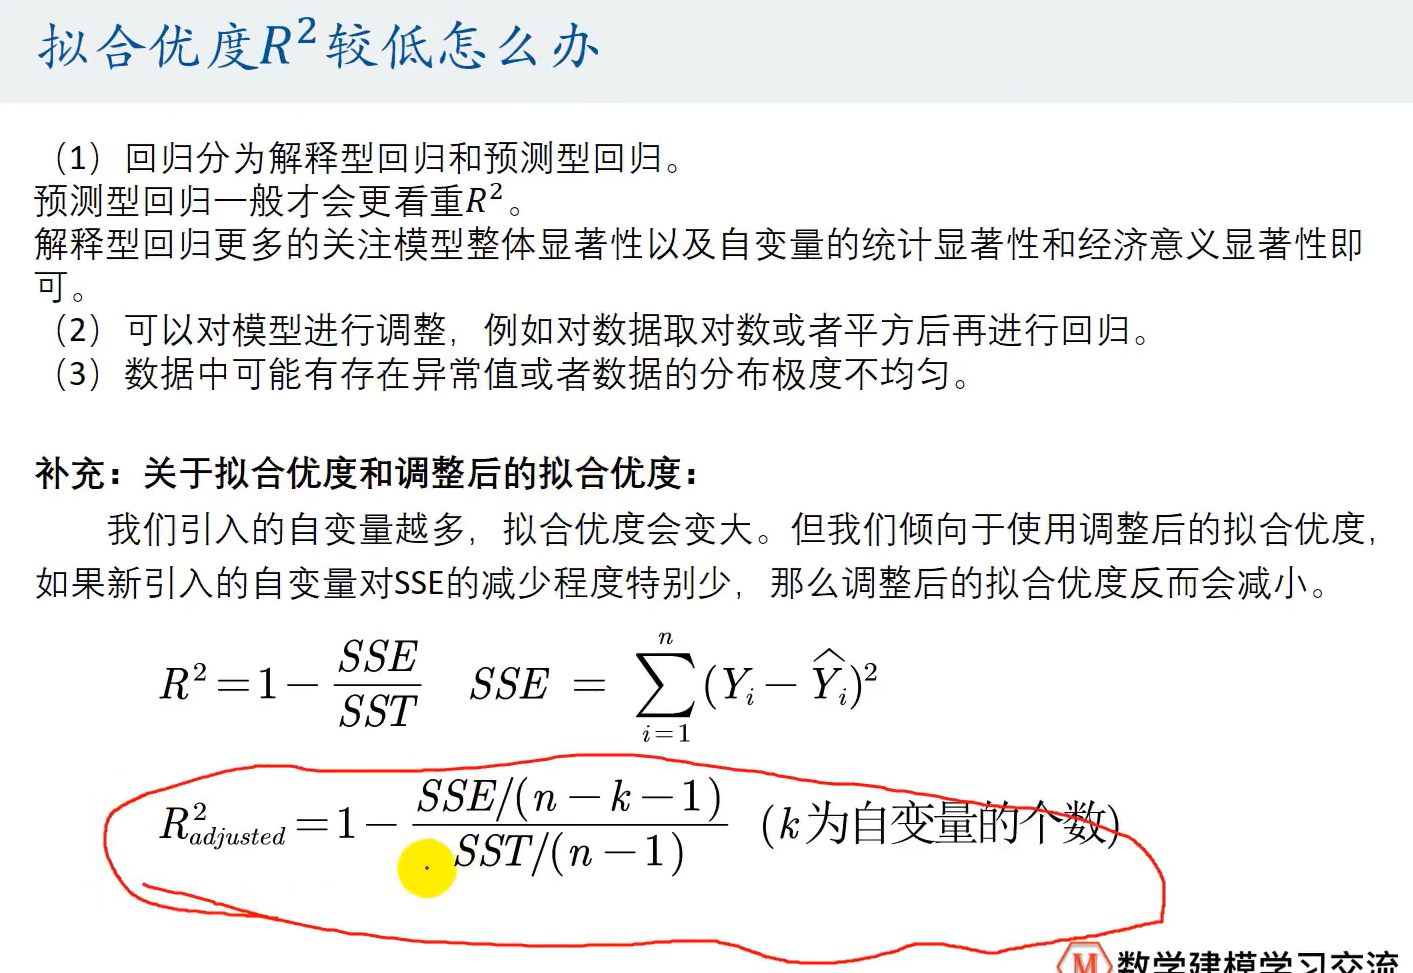 拟合优度R²较低怎么办
（1）回归分为解释型回归和预测型回归。
预测型回归一般才会更看重R²。
解释型回归更多的关注模型整体显著性以及自变量的统计显著性和经济意义显著性即
可。
（2）可以对模型进行调整，例如对数据取对数或者平方后再进行回归。
（3）数据中可能有存在异常值或者数据的分布极度不均匀。
补充：关于拟合优度和调整后的拟合优度：
我们引入的自变量越多，拟合优度会变大。但我们倾向于使用调整后的拟合优度，
如果新引入的自变量对SSE的减少程度特别少，那么调整后的拟合优度反而会减小。
$R^2 = 1 - \frac{SSE}{SST}$ $SSE = \sum_{i=1}^{n}(Y_i - \widehat{Y}_i)^2$
$R^2_{adjusted} = 1 - \frac{SSE/(n-k-1)}{SST/(n-1)}$ (k为自变量的个数)
M 数学建模学习交流